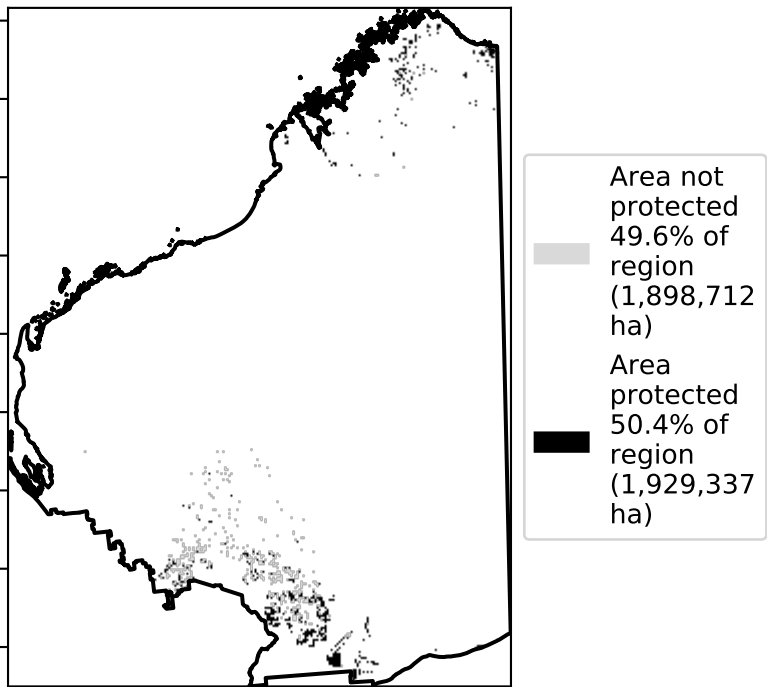 Area not
protected
49.6% of
region
(1,898,712
ha)
Area
protected
50.4% of
region
(1,929,337
ha)